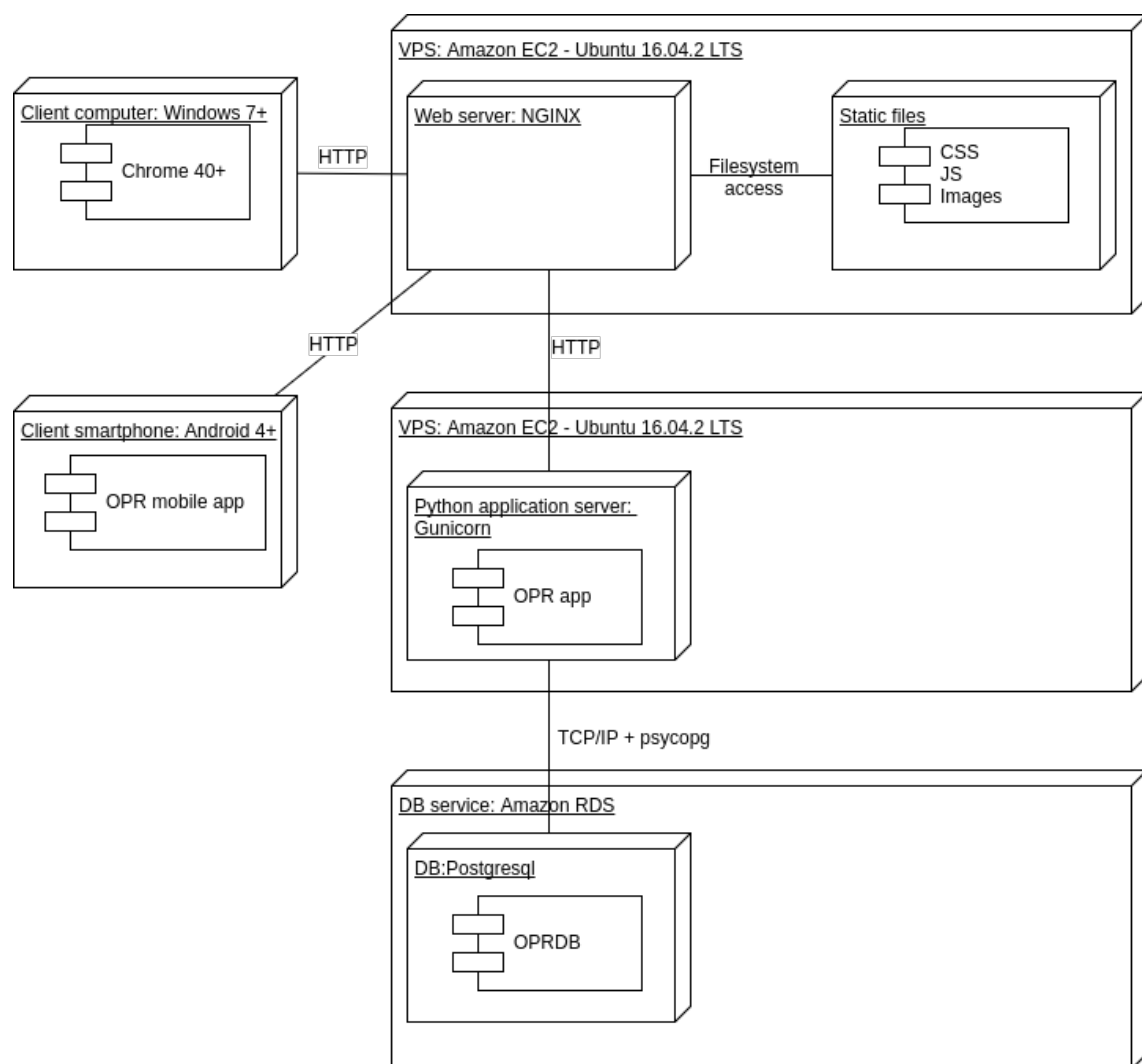 VPS: Amazon EC2 - Ubuntu 16.04.2 LTS
Client computer: Windows 7+
Chrome 40+
HTTP
Web server: NGINX
Filesystem
access
Static files
CSS
JS
Images
HTTP
HTTP
Client smartphone: Android 4+
OPR mobile app
VPS: Amazon EC2 - Ubuntu 16.04.2 LTS
Python application server:
Gunicorn
OPR app
TCP/IP + psycopg
DB service: Amazon RDS
DB:Postgresql
OPRDB